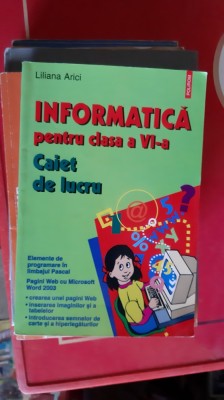 Liliana Arici
POLIROM
INFORMATICĂ
pentru clasa a VI-a
Caiet
de lucru
?
@
Elemente de
programare în
limbajul Pascal
Pagini Web cu Microsoft
Word 2003
• crearea unei pagini Web
• inserarea imaginilor și a
tabelelor
• introducerea semnelor de
carte și a hiperlegăturilor